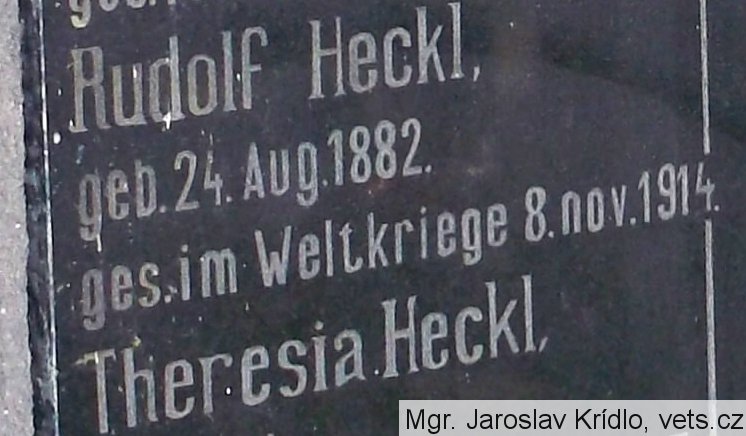 Rudolf Heckl,
geb. 24. Aug. 1882.
ges. im Weltkriege 8. nov. 1914.
Theresia Heckl,
Mgr. Jaroslav Krídlo, vets.cz